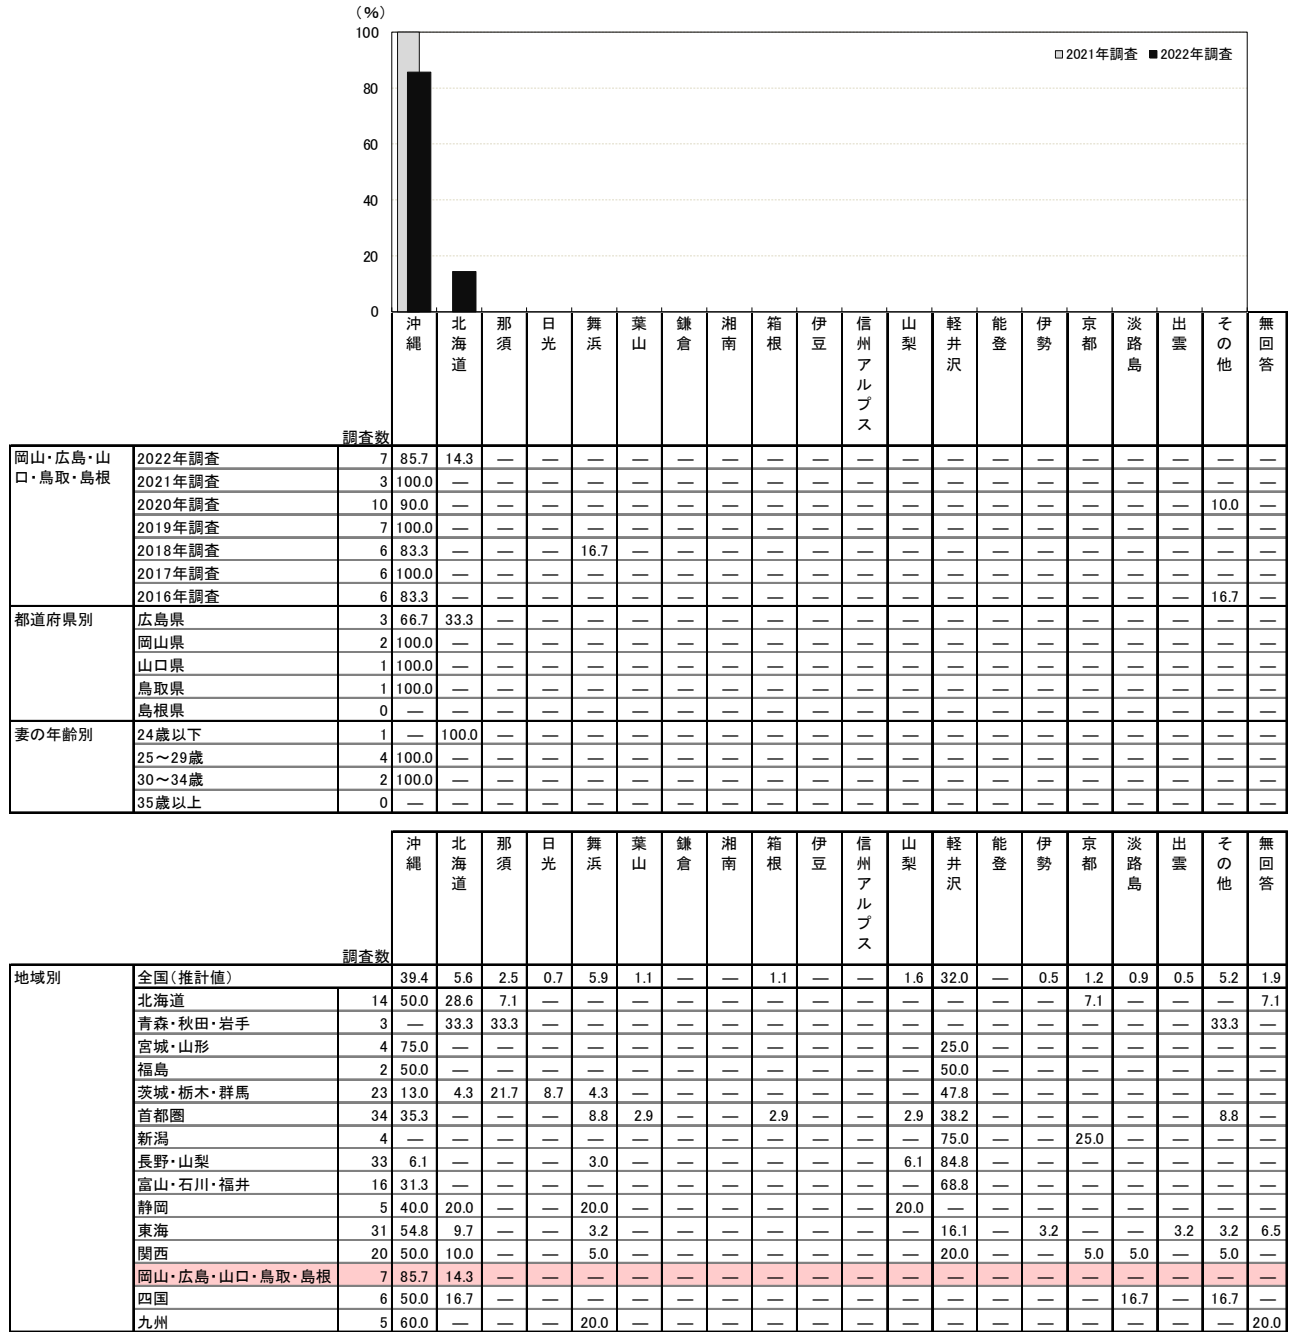 (%)
100
80
60
40
20
0
2021年調査 2022年調査
調査数 沖縄 北海道 那須 日光 舞浜 葉山 鎌倉 湘南 箱根 伊豆 信州アルプス 山梨 軽井沢 能登 伊勢 京都 淡路島 出雲 その他 無回答
岡山・広島・山口・鳥取・島根 2022年調査 7 85.7 14.3 — — — — — — — — — — — — — — — — — —
2021年調査 3 100.0 — — — — — — — — — — — — — — — — — — —
2020年調査 10 90.0 — — — — — — — — — — — — — — — — — 10.0 —
2019年調査 7 100.0 — — — — — — — — — — — — — — — — — — —
2018年調査 6 83.3 — — — 16.7 — — — — — — — — — — — — — — —
2017年調査 6 100.0 — — — — — — — — — — — — — — — — — — —
2016年調査 6 83.3 — — — — — — — — — — — — — — — — — 16.7 —
都道府県別 広島県 3 66.7 33.3 — — — — — — — — — — — — — — — — — —
岡山県 2 100.0 — — — — — — — — — — — — — — — — — — —
山口県 1 100.0 — — — — — — — — — — — — — — — — — — —
鳥取県 1 100.0 — — — — — — — — — — — — — — — — — — —
島根県 0 — — — — — — — — — — — — — — — — — — — —
妻の年齢別 24歳以下 1 — 100.0 — — — — — — — — — — — — — — — — — —
25～29歳 4 100.0 — — — — — — — — — — — — — — — — — — —
30～34歳 2 100.0 — — — — — — — — — — — — — — — — — — —
35歳以上 0 — — — — — — — — — — — — — — — — — — — —
調査数 沖縄 北海道 那須 日光 舞浜 葉山 鎌倉 湘南 箱根 伊豆 信州アルプス 山梨 軽井沢 能登 伊勢 京都 淡路島 出雲 その他 無回答
地域別 全国(推計値) 39.4 5.6 2.5 0.7 5.9 1.1 — — 1.1 — — 1.6 32.0 — 0.5 1.2 0.9 0.5 5.2 1.9
北海道 14 50.0 28.6 7.1 — — — — — — — — — — — — 7.1 — — — 7.1
青森・秋田・岩手 3 — 33.3 33.3 — — — — — — — — — — — — — — — 33.3 —
宮城・山形 4 75.0 — — — — — — — — — — — 25.0 — — — — — — —
福島 2 50.0 — — — — — — — — — — — 50.0 — — — — — — —
茨城・栃木・群馬 23 13.0 4.3 21.7 8.7 4.3 — — — — — — — 47.8 — — — — — — —
首都圏 34 35.3 — — — 8.8 2.9 — — 2.9 — — 2.9 38.2 — — — — — 8.8 —
新潟 4 — — — — — — — — — — — — 75.0 — — 25.0 — — — —
長野・山梨 33 6.1 — — — 3.0 — — — — — — 6.1 84.8 — — — — — — —
富山・石川・福井 16 31.3 — — — — — — — — — — — 68.8 — — — — — — —
静岡 5 40.0 20.0 — — 20.0 — — — — — — 20.0 — — — — — — — —
東海 31 54.8 9.7 — — 3.2 — — — — — — — 16.1 — 3.2 — — 3.2 3.2 6.5
関西 20 50.0 10.0 — — 5.0 — — — — — — — 20.0 — — 5.0 5.0 — 5.0 —
岡山・広島・山口・鳥取・島根 7 85.7 14.3 — — — — — — — — — — — — — — — — — —
四国 6 50.0 16.7 — — — — — — — — — — — — — — 16.7 — 16.7 —
九州 5 60.0 — — — 20.0 — — — — — — — — — — — — — — 20.0